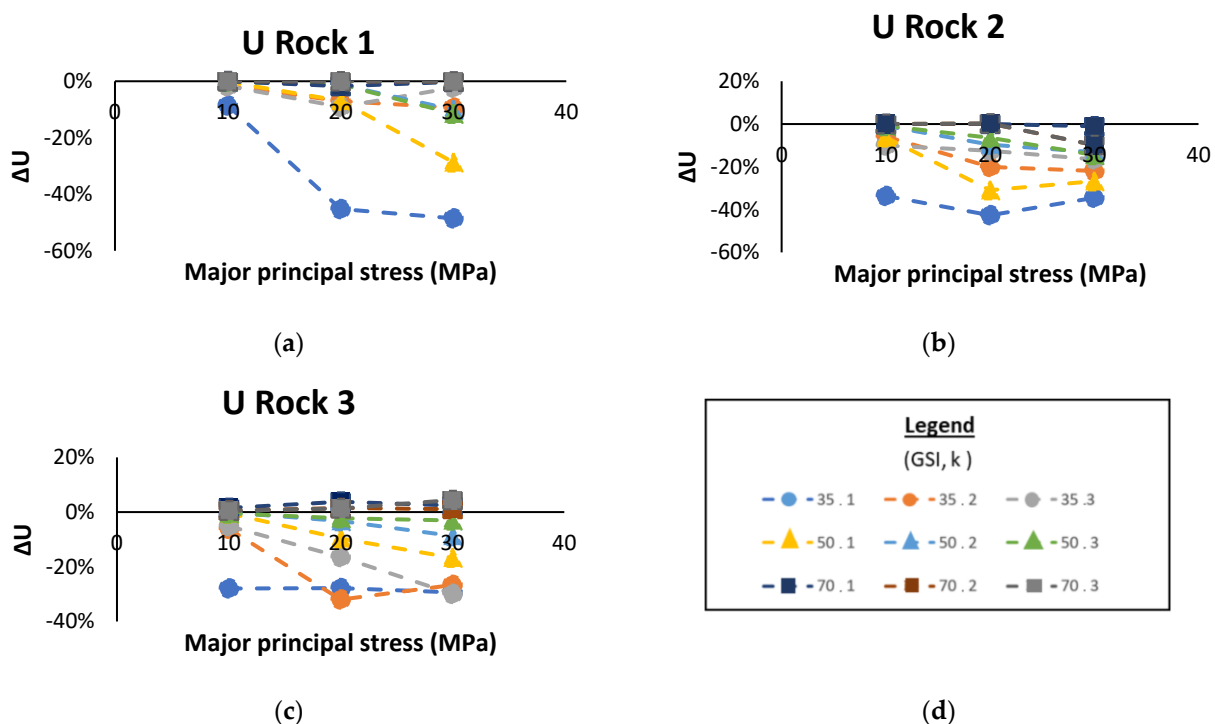 U Rock 1
0%
-20%
-40%
-60%
0
10
20
30
40
ΔU
Major principal stress (MPa)
(a)
U Rock 2
20%
0%
-20%
-40%
-60%
0
10
20
30
40
ΔU
Major principal stress (MPa)
(b)
U Rock 3
20%
0%
-20%
-40%
0
10
20
30
40
ΔU
Major principal stress (MPa)
(c)
Legend
(GSI, k )
35 . 1
35 . 2
35 . 3
50 . 1
50 . 2
50 . 3
70 . 1
70 . 2
70 . 3
(d)